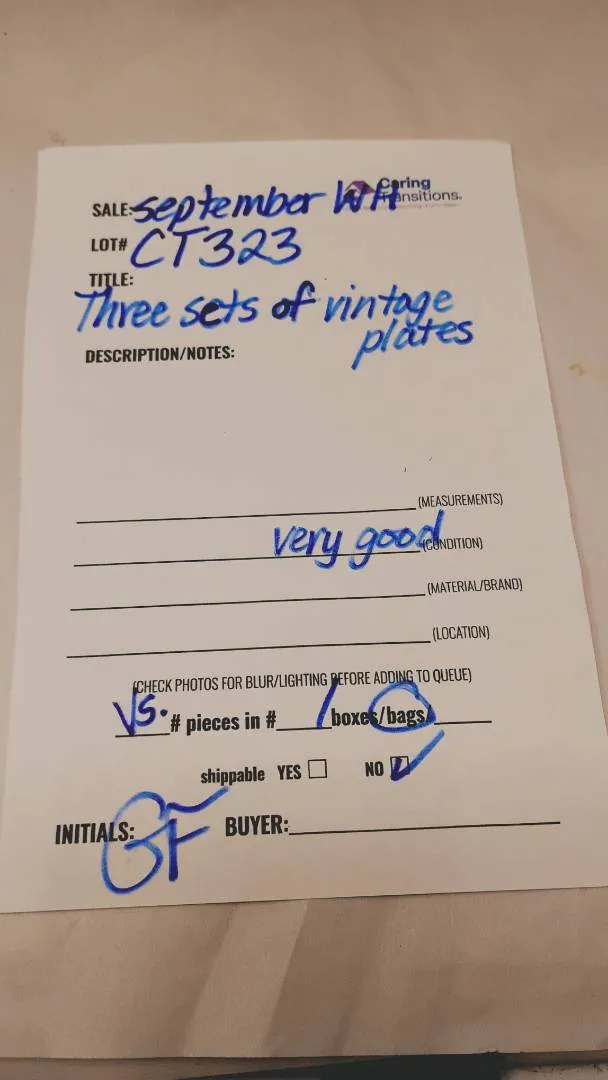 Caring
Transitions.
SALE: september WH
LOT# CT323
TITLE:
Three sets of vintage
plates
DESCRIPTION/NOTES:
(MEASUREMENTS)
very good (CONDITION)
(MATERIAL/BRAND)
(LOCATION)
(CHECK PHOTOS FOR BLUR/LIGHTING BEFORE ADDING TO QUEUE)
VS. # pieces in # 1 boxes/bags/
shippable YES NO
INITIALS: GF BUYER: